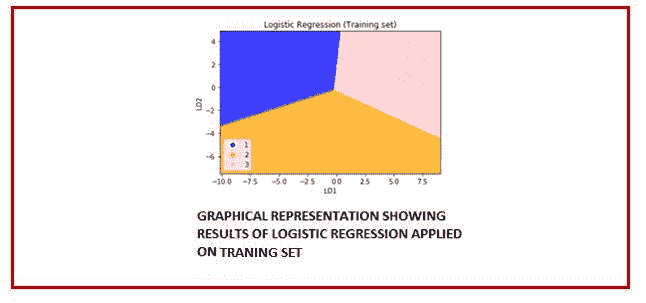 Logistic Regression (Training set)
4
2
0
−2
−4
−6
LD2
1
2
3
−10.0 −7.5 −5.0 −2.5 0.0 2.5 5.0 7.5
LD1
GRAPHICAL REPRESENTATION SHOWING
RESULTS OF LOGISTIC REGRESSION APPLIED
ON TRANING SET